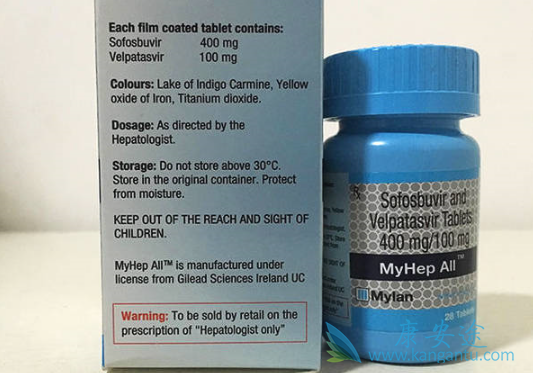 Each film coated tablet contains:
Sofosbuvir 400 mg
Velpatasvir 100 mg
Colours: Lake of Indigo Carmine, Yellow
oxide of Iron, Titanium dioxide.
Dosage: As directed by the
Hepatologist.
Storage: Do not store above 30°C.
Store in the original container. Protect
from moisture.
KEEP OUT OF THE REACH AND SIGHT OF
CHILDREN.
MyHep All™ is manufactured under
license from Gilead Sciences Ireland UC
Warning: To be sold by retail on the
prescription of "Hepatologist only"
Rx
Sofosbuvir and
Velpatasvir Tablets
400 mg/100 mg
MyHep All™
Mylan
28 Tablets
康安途
www.kangantu.com